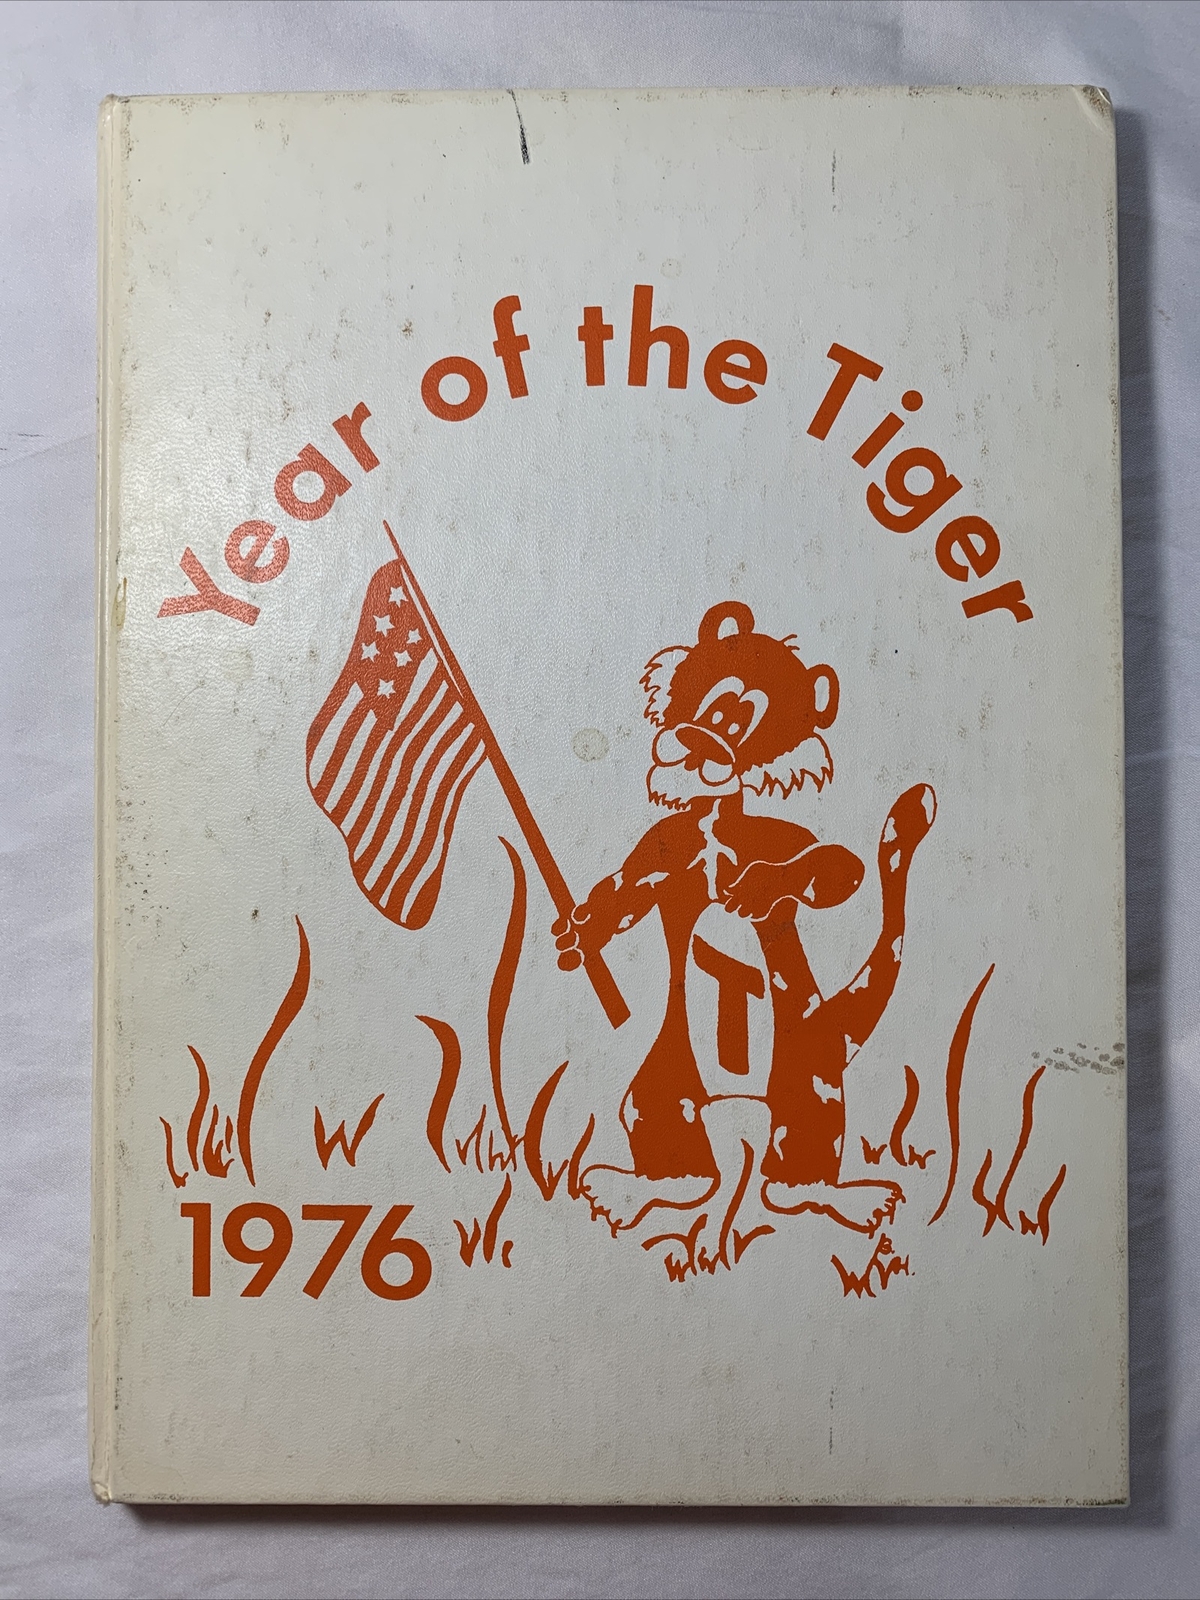 Year of the Tiger
T
1976